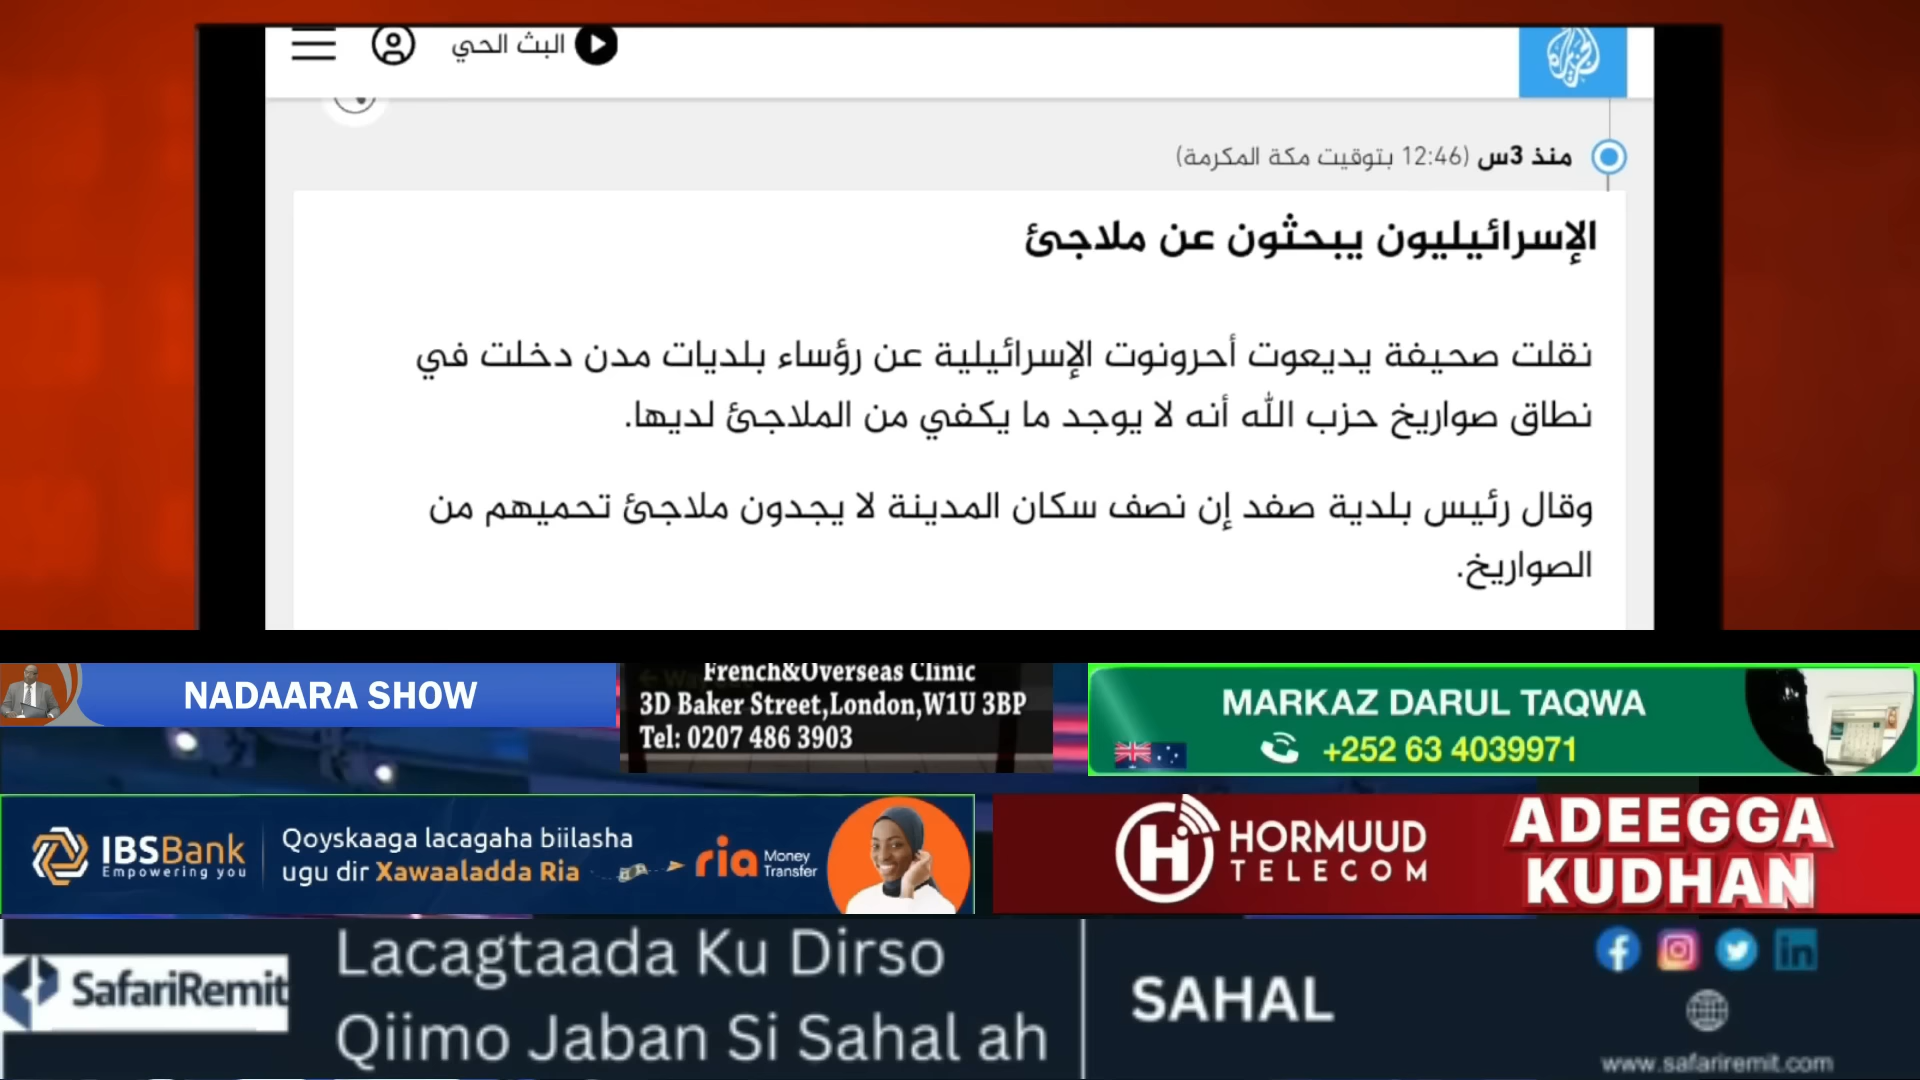 البث الحي
منذ 3س (12:46 بتوقيت مكة المكرمة)
الإسرائيليون يبحثون عن ملاجئ
نقلت صحيفة يديعوت أحرونوت الإسرائيلية عن رؤساء بلديات مدن دخلت في
نطاق صواريخ حزب الله أنه لا يوجد ما يكفي من الملاجئ لديها.
وقال رئيس بلدية صفد إن نصف سكان المدينة لا يجدون ملاجئ تحميهم من
الصواريخ.
NADAARA SHOW
French&Overseas Clinic
3D Baker Street,London,W1U 3BP
Tel: 0207 486 3903
MARKAZ DARUL TAQWA
+252 63 4039971
IBSBank
Empowering you
Qoyskaaga lacagaha biilasha
ugu dir Xawaaladda Ria
ria Money
Transfer
HORMUUD
TELECOM
ADEEGGA
KUDHAN
SafariRemit
Lacagtaada Ku Dirso
Qiimo Jaban Si Sahal ah
SAHAL
www.safariremit.com